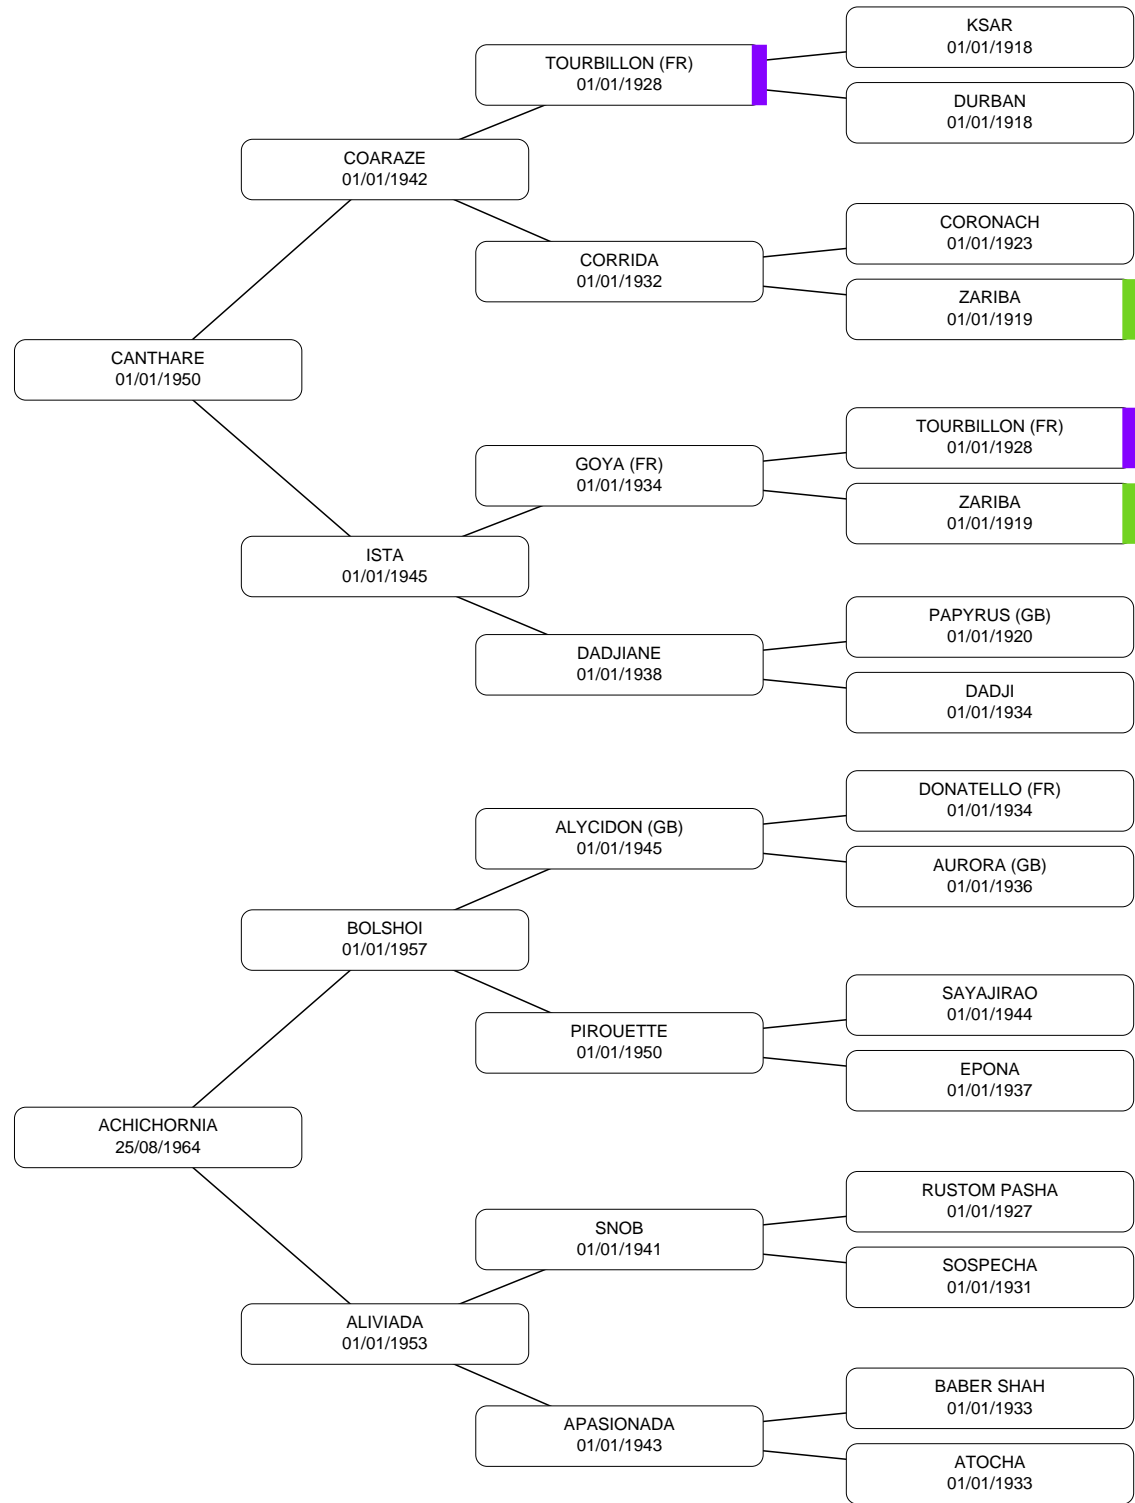 KSAR
01/01/1918
TOURBILLON (FR)
01/01/1928
DURBAN
01/01/1918
COARAZE
01/01/1942
CORONACH
01/01/1923
CORRIDA
01/01/1932
ZARIBA
01/01/1919
CANTHARE
01/01/1950
TOURBILLON (FR)
01/01/1928
GOYA (FR)
01/01/1934
ZARIBA
01/01/1919
ISTA
01/01/1945
PAPYRUS (GB)
01/01/1920
DADJIANE
01/01/1938
DADJI
01/01/1934
DONATELLO (FR)
01/01/1934
ALYCIDON (GB)
01/01/1945
AURORA (GB)
01/01/1936
BOLSHOI
01/01/1957
SAYAJIRAO
01/01/1944
PIROUETTE
01/01/1950
EPONA
01/01/1937
ACHICHORNIA
25/08/1964
RUSTOM PASHA
01/01/1927
SNOB
01/01/1941
SOSPECHA
01/01/1931
ALIVIADA
01/01/1953
BABER SHAH
01/01/1933
APASIONADA
01/01/1943
ATOCHA
01/01/1933